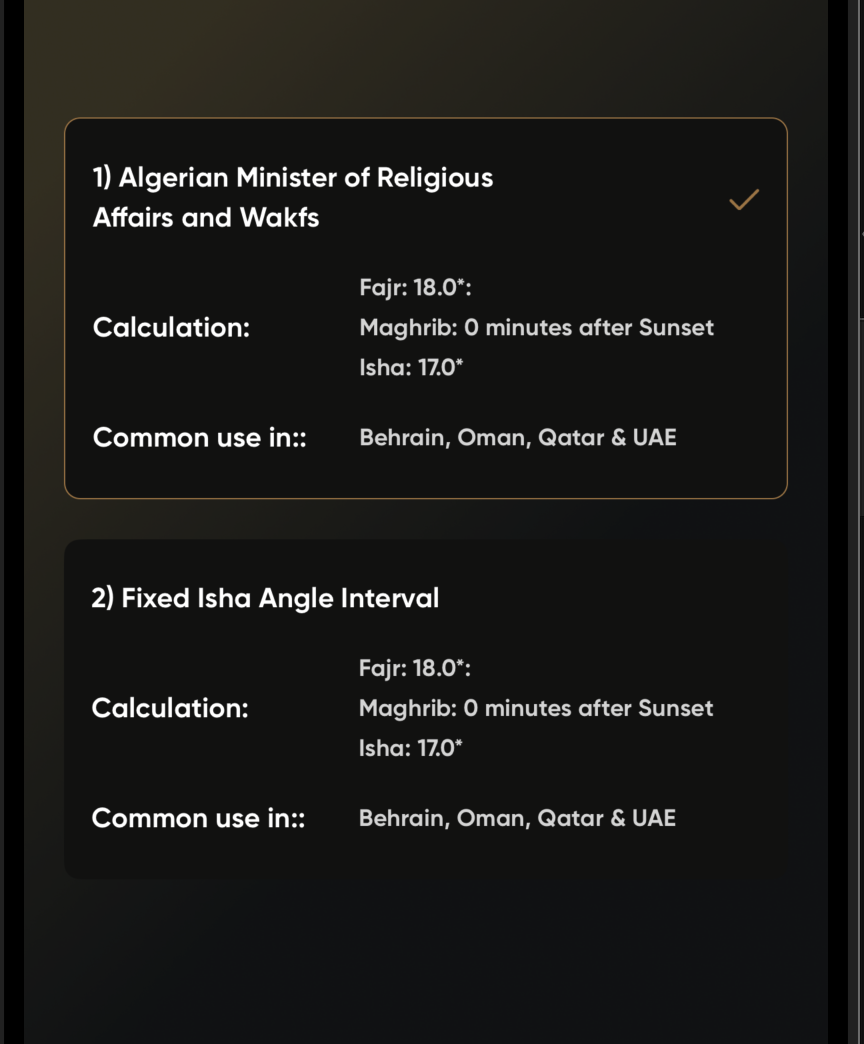 1) Algerian Minister of Religious
Affairs and Wakfs
Calculation:
Fajr: 18.0*:
Maghrib: 0 minutes after Sunset
Isha: 17.0*
Common use in::
Behrain, Oman, Qatar & UAE
2) Fixed Isha Angle Interval
Calculation:
Fajr: 18.0*:
Maghrib: 0 minutes after Sunset
Isha: 17.0*
Common use in::
Behrain, Oman, Qatar & UAE